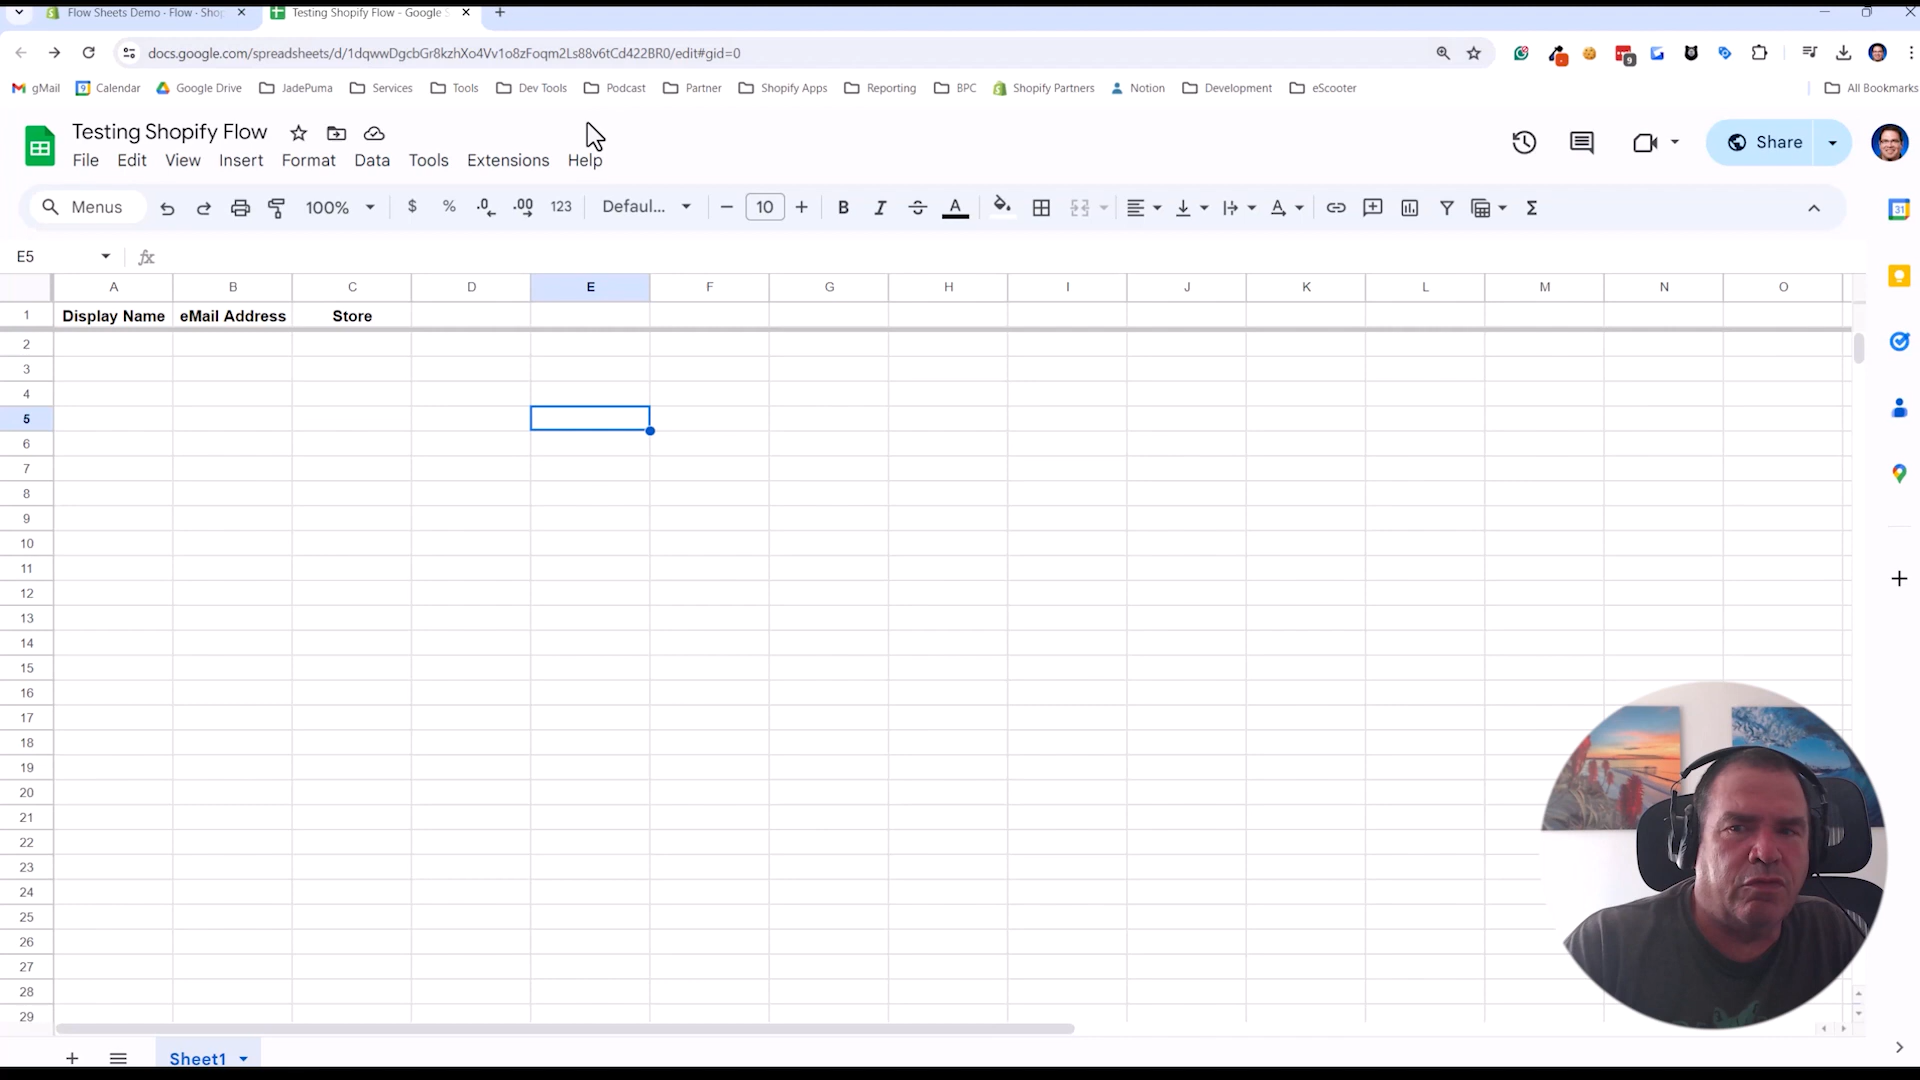 Flow Sheets Demo - Flow - Shop
Testing Shopify Flow - Google S
docs.google.com/spreadsheets/d/1dqwwDgcbGr8kzhXo4Vv1o8zFoqm2Ls88v6tCd422BR0/edit#gid=0
9
gMail Calendar Google Drive JadePuma Services Tools Dev Tools Podcast Partner Shopify Apps Reporting BPC Shopify Partners Notion Development eScooter All Bookmarks
Testing Shopify Flow
File Edit View Insert Format Data Tools Extensions Help
Share
Menus 100% $ % .0 .00 123 Defaul... 10 B I S A Σ
E5 fx
A B C D E F G H I J K L M N O
1 Display Name eMail Address Store
2
3
4
5
6
7
8
9
10
11
12
13
14
15
16
17
18
19
20
21
22
23
24
25
26
27
28
29
Sheet1